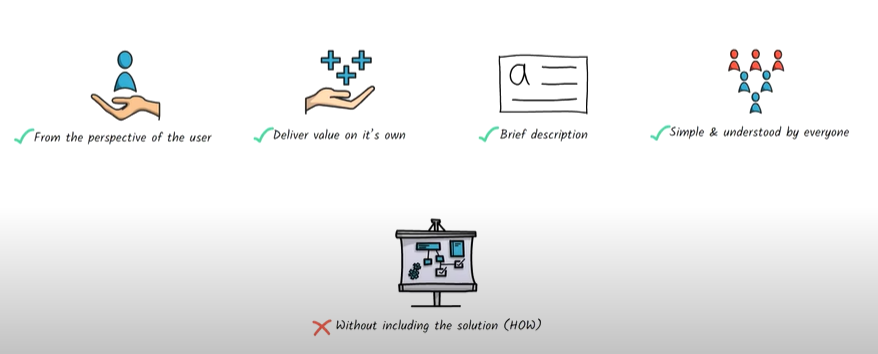 From the perspective of the user
Deliver value on it's own
a
Brief description
Simple & understood by everyone
Without including the solution (HOW)